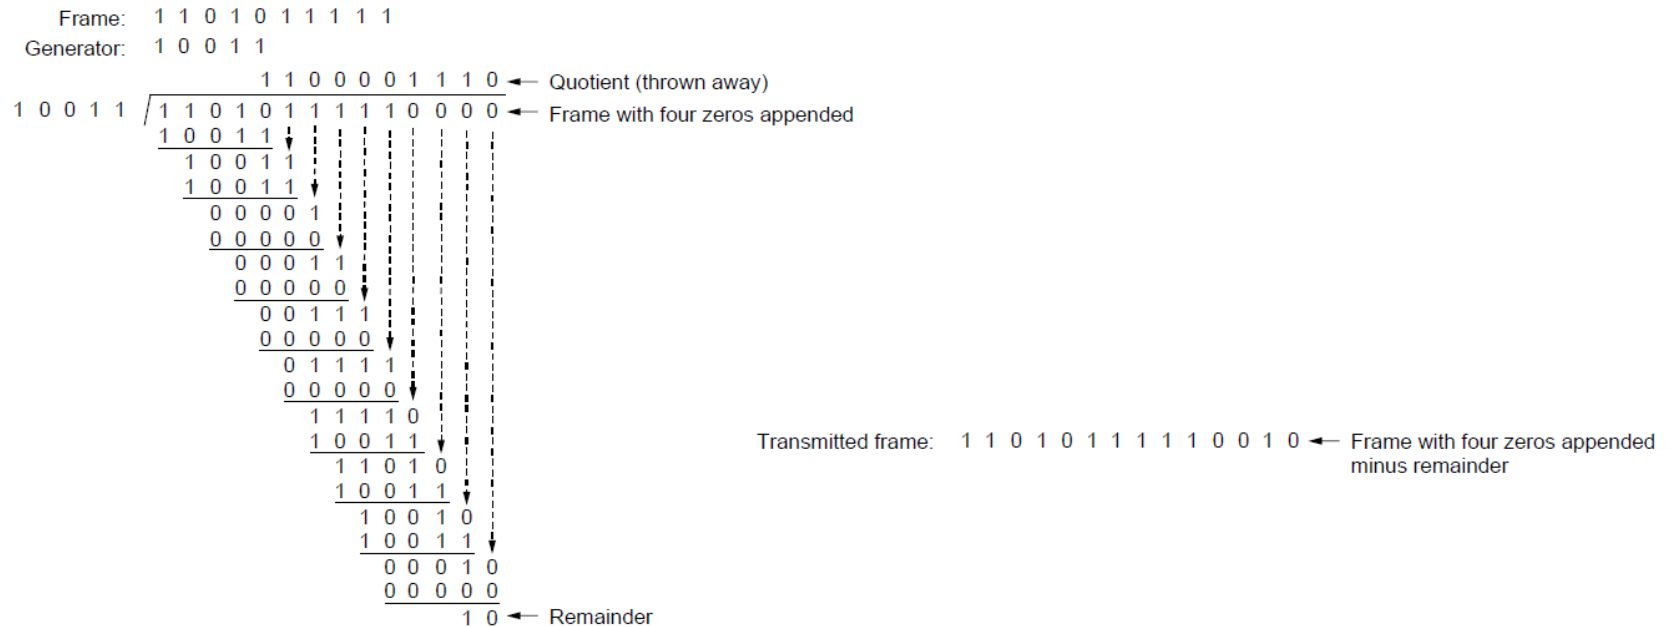 Frame: 1 1 0 1 0 1 1 1 1 1
Generator: 1 0 0 1 1
1 1 0 0 0 0 1 1 1 0 Quotient (thrown away)
1 0 0 1 1 1 1 0 1 0 1 1 1 1 1 0 0 0 0 Frame with four zeros appended
1 0 0 1 1
1 0 0 1 1
1 0 0 1 1
0 0 0 0 1
0 0 0 0 0
0 0 0 1 1
0 0 0 0 0
0 0 1 1 1
0 0 0 0 0
0 1 1 1 1
0 0 0 0 0
1 1 1 1 0
1 0 0 1 1
1 1 0 1 0
1 0 0 1 1
1 0 0 1 0
1 0 0 1 1
0 0 0 1 0
0 0 0 0 0
1 0 Remainder
Transmitted frame: 1 1 0 1 0 1 1 1 1 1 0 0 1 0 Frame with four zeros appended
minus remainder